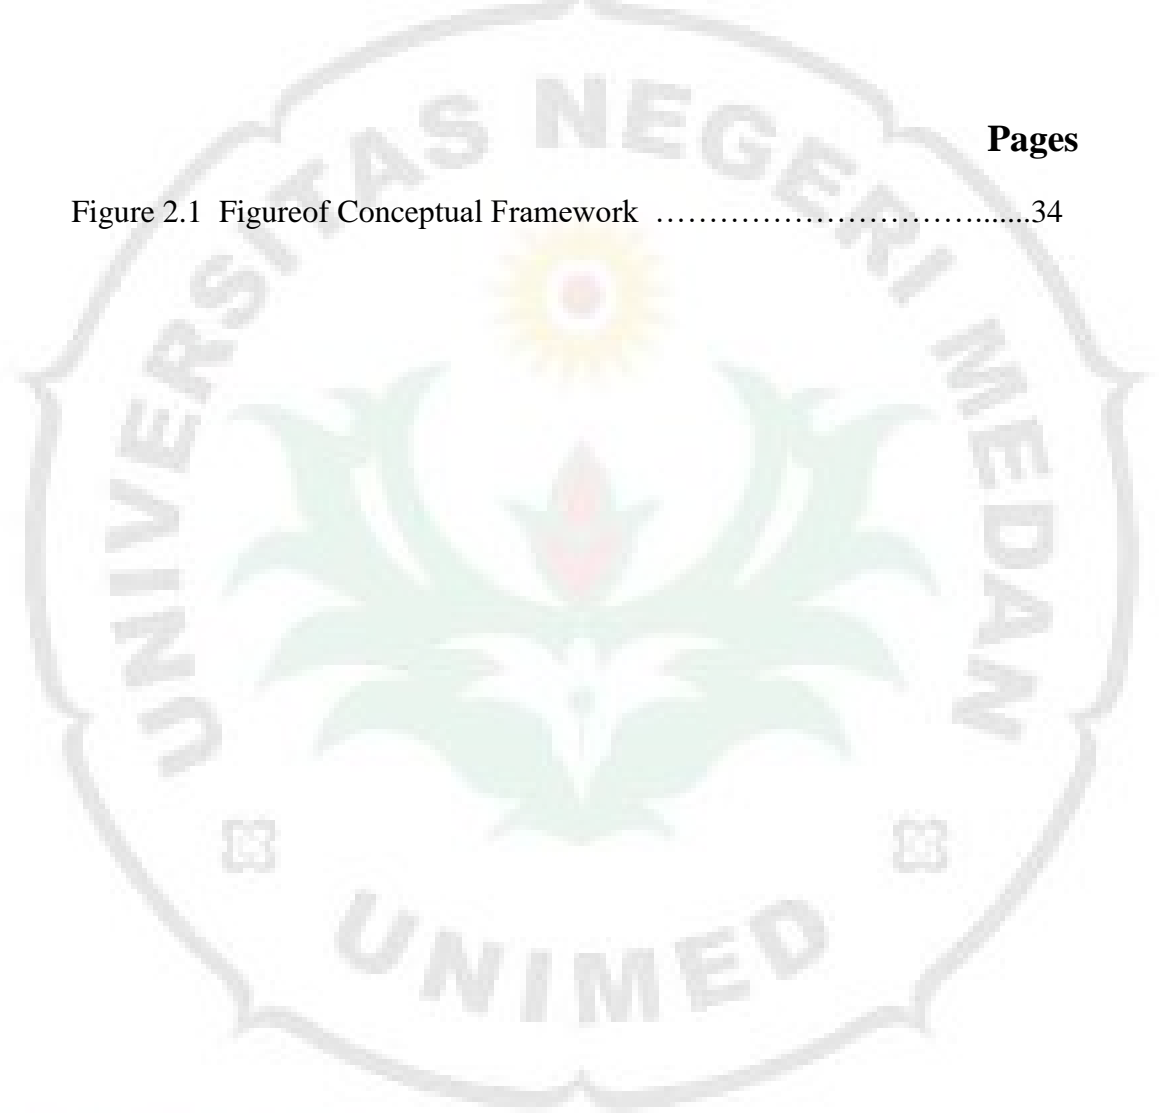 UNIVERSITAS NEGERI MEDAN
Pages
Figure 2.1 Figureof Conceptual Framework ………………………….......34
UNIMED